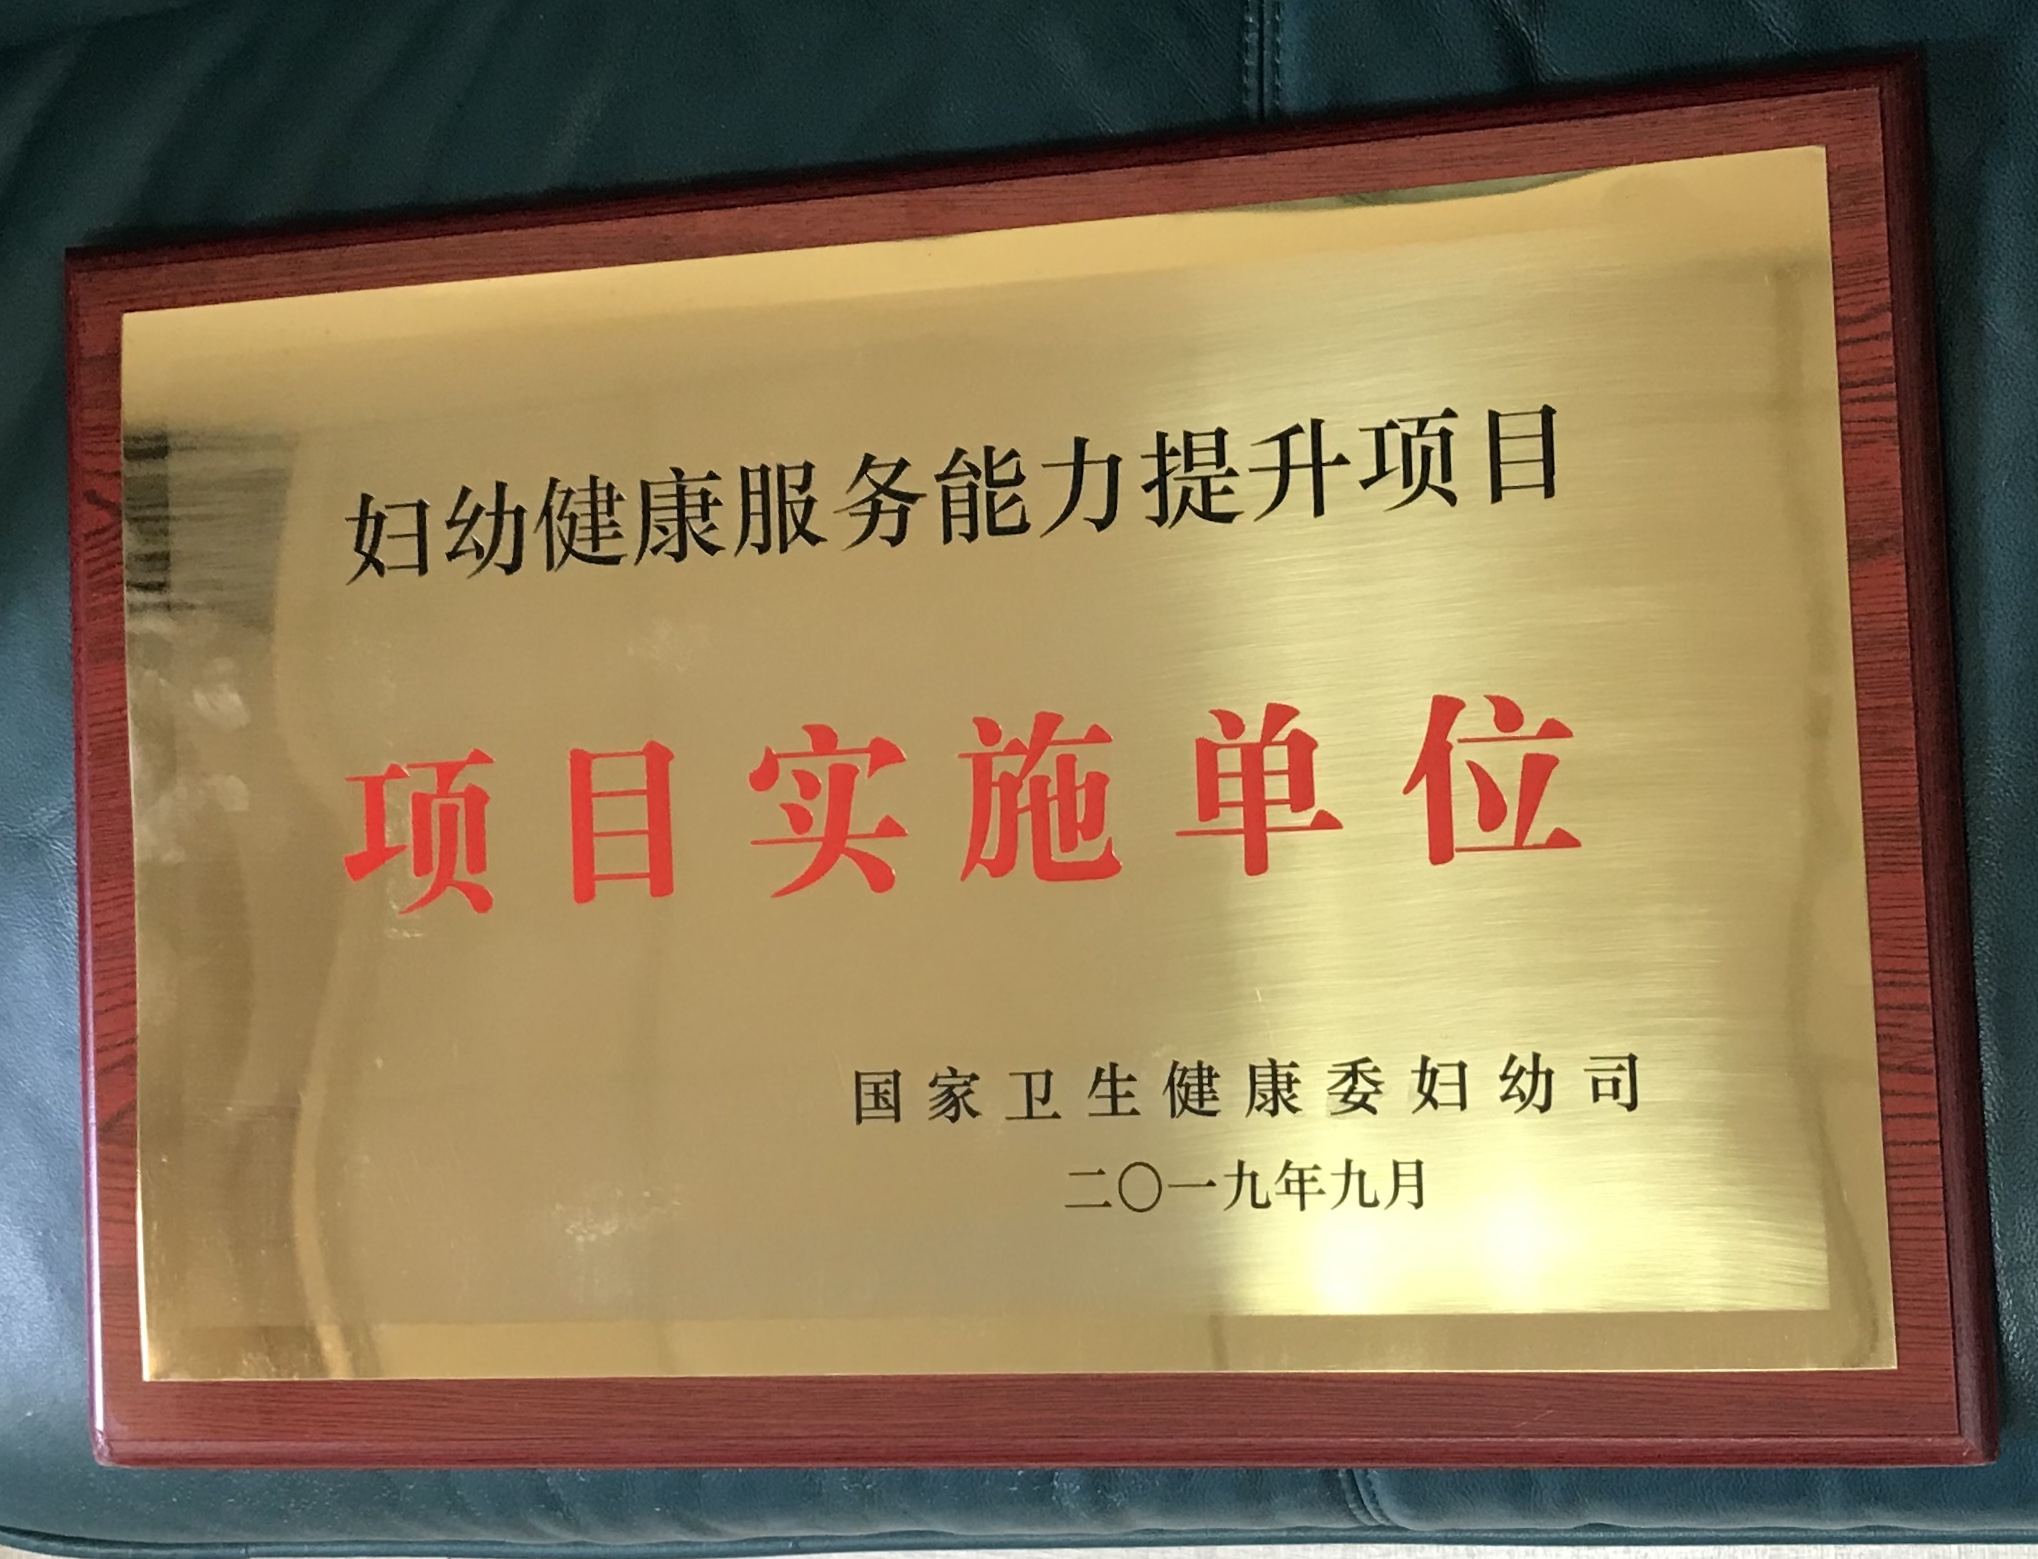 妇幼健康服务能力提升项目
项目实施单位
国家卫生健康委妇幼司
二〇一九年九月